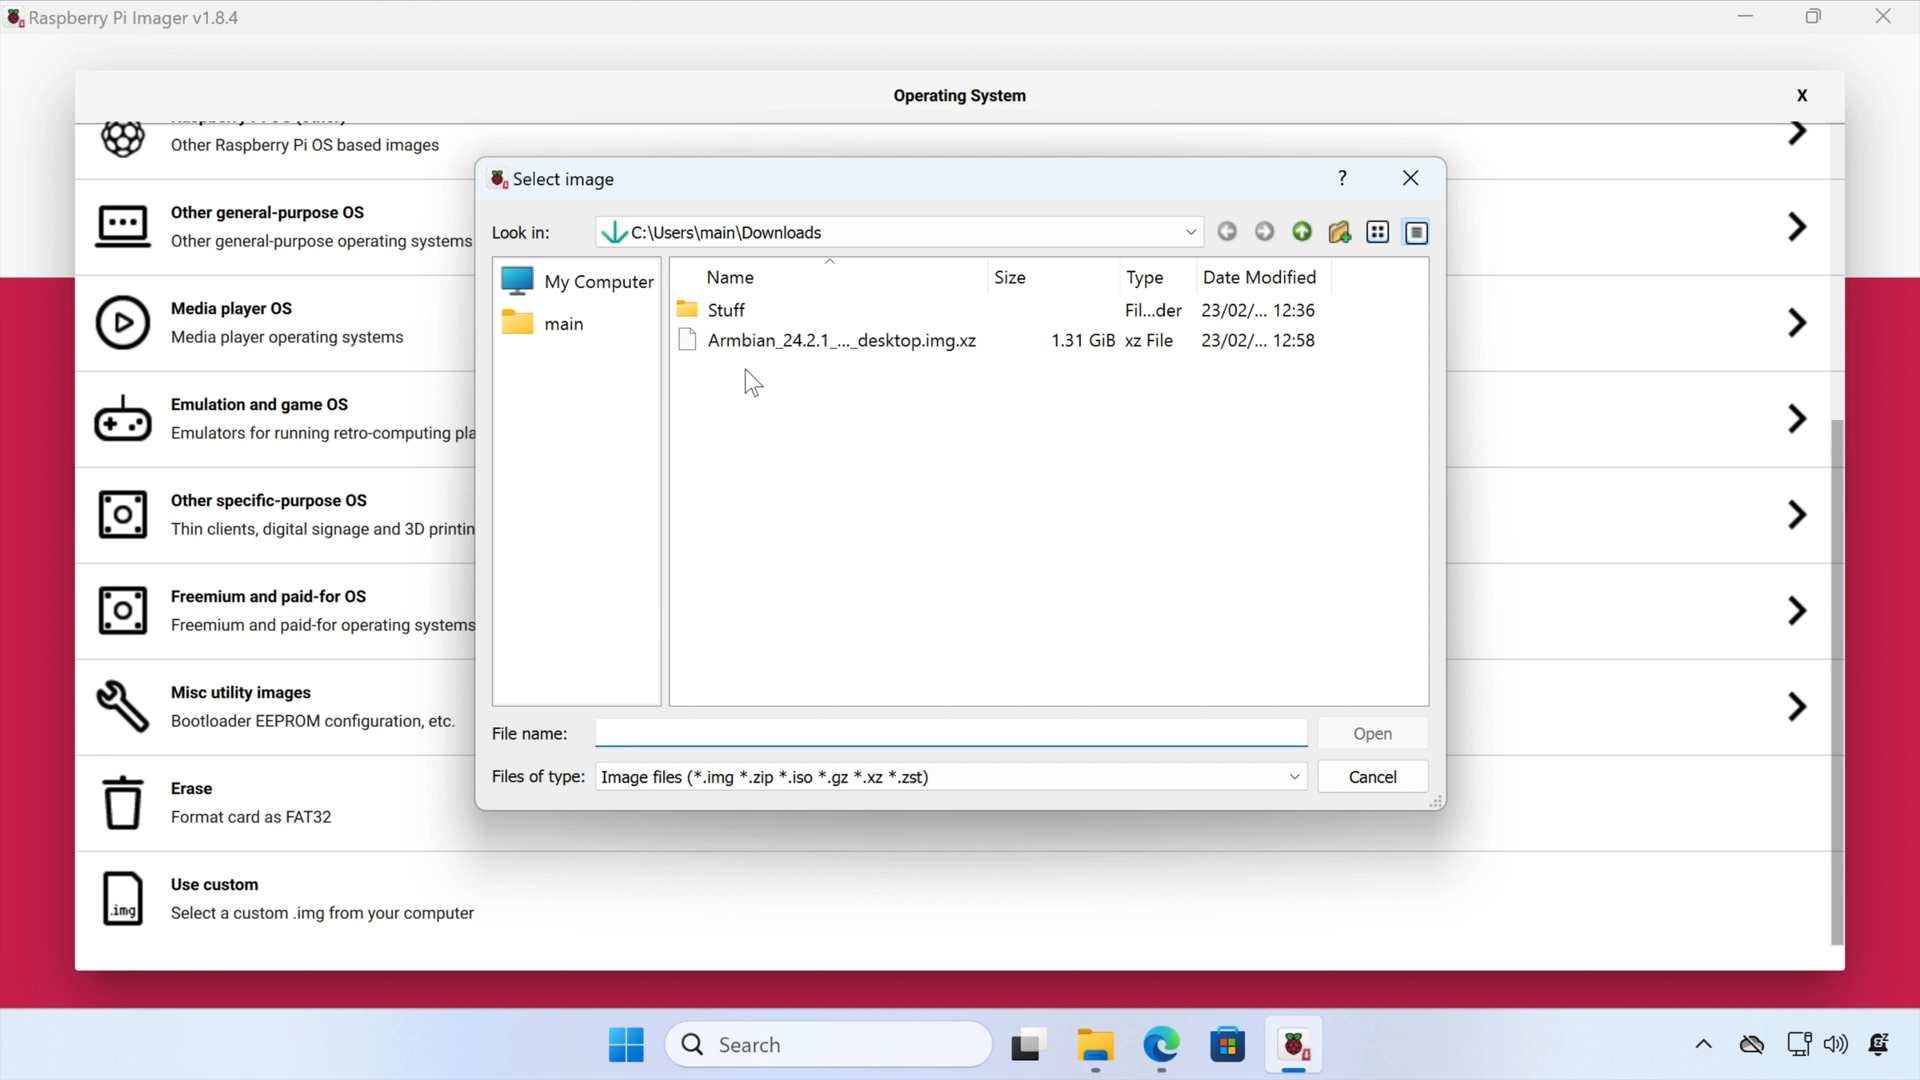 Raspberry Pi Imager v1.8.4
Operating System
X
Other Raspberry Pi OS based images
Other general-purpose OS
Other general-purpose operating systems
Media player OS
Media player operating systems
Emulation and game OS
Emulators for running retro-computing pla
Other specific-purpose OS
Thin clients, digital signage and 3D printin
Freemium and paid-for OS
Freemium and paid-for operating systems
Misc utility images
Bootloader EEPROM configuration, etc.
Erase
Format card as FAT32
.img
Use custom
Select a custom .img from your computer
Select image
?
Look in:
C:\Users\main\Downloads
My Computer
main
Name Size Type Date Modified
Stuff Fil...der 23/02/... 12:36
Armbian_24.2.1_..._desktop.img.xz 1.31 GiB xz File 23/02/... 12:58
File name:
Open
Files of type: Image files (*.img *.zip *.iso *.gz *.xz *.zst)
Cancel
Search